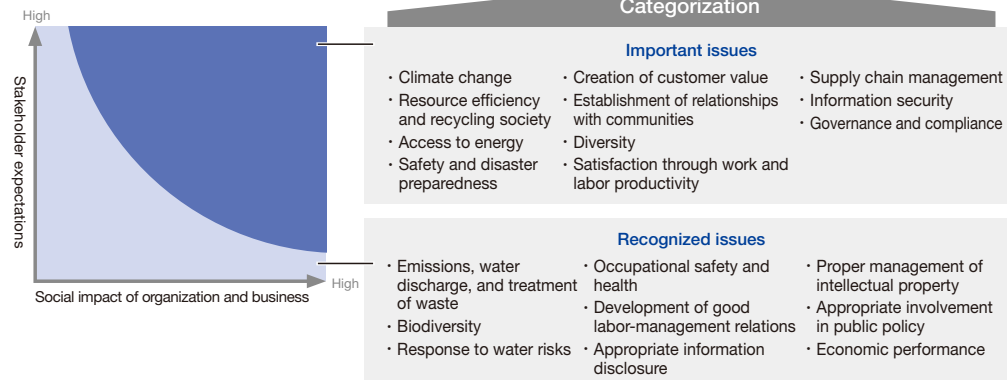 Categorization
High
Stakeholder expectations
High
Social impact of organization and business
Important issues
・Climate change
・Resource efficiency
and recycling society
・Access to energy
・Safety and disaster
preparedness
・Creation of customer value
・Establishment of relationships
with communities
・Diversity
・Satisfaction through work and
labor productivity
・Supply chain management
・Information security
・Governance and compliance
Recognized issues
・Emissions, water
discharge, and treatment
of waste
・Biodiversity
・Response to water risks
・Occupational safety and
health
・Development of good
labor-management relations
・Appropriate information
disclosure
・Proper management of
intellectual property
・Appropriate involvement
in public policy
・Economic performance